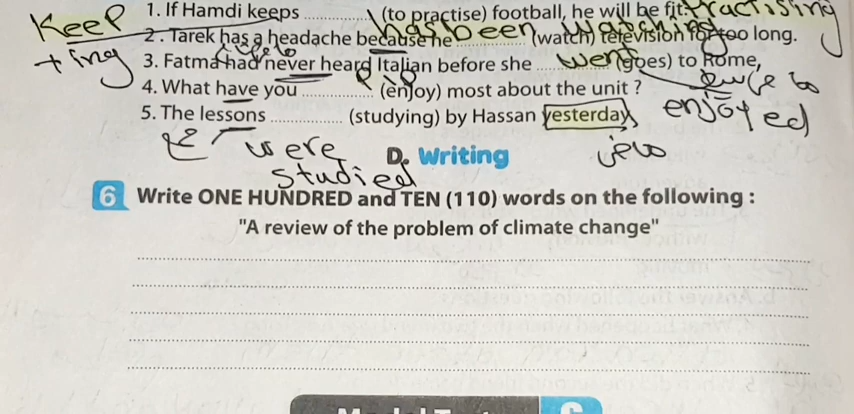 Keep
+ ing
1. If Hamdi keeps .............. (to practise) football, he will be fit. Practising
has been watching
2 . Tarek has a headache because he .............. (watch) television for too long.
3. Fatma had never heard Italian before she .............. (goes) to Rome,
went
4. What have you .............. (enjoy) most about the unit ?
enjoyed
5. The lessons .............. (studying) by Hassan yesterday.
were
studied
D. Writing
6 Write ONE HUNDRED and TEN (110) words on the following :
"A review of the problem of climate change"